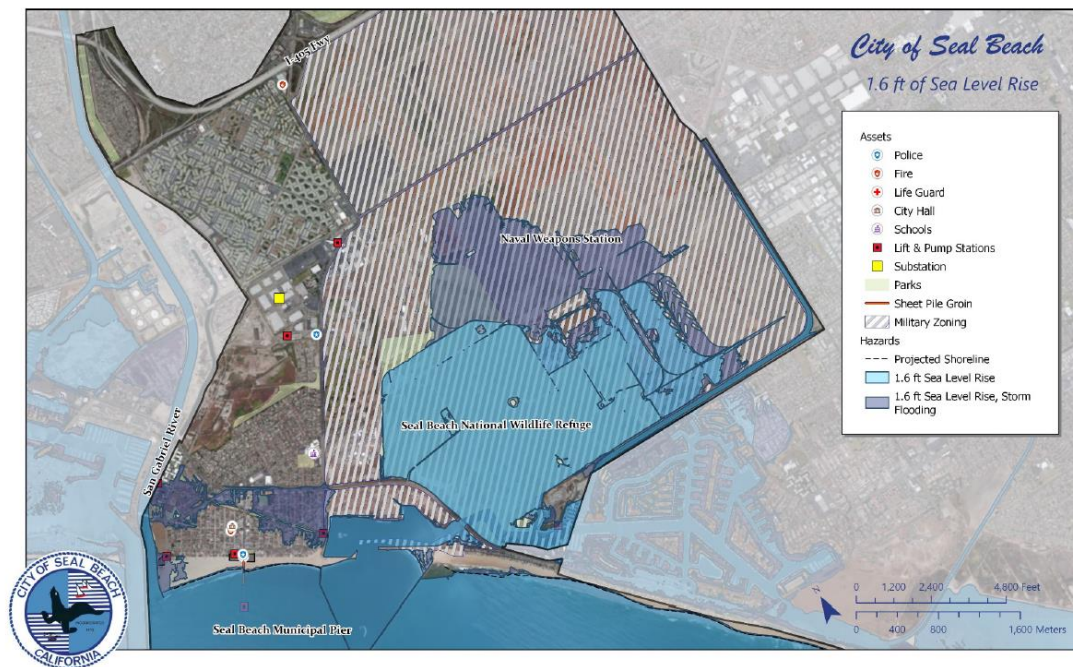 City of Seal Beach
1.6 ft of Sea Level Rise
I-405 Fwy
Assets
Police
Fire
Life Guard
City Hall
Schools
Lift & Pump Stations
Substation
Parks
Sheet Pile Groin
Military Zoning
Hazards
Projected Shoreline
1.6 ft Sea Level Rise
1.6 ft Sea Level Rise, Storm
Flooding
Naval Weapons Station
Seal Beach National Wildlife Refuge
San Gabriel River
Seal Beach Municipal Pier
N
0 1,200 2,400 4,800 Feet
0 400 800 1,600 Meters
CITY OF SEAL BEACH
CALIFORNIA